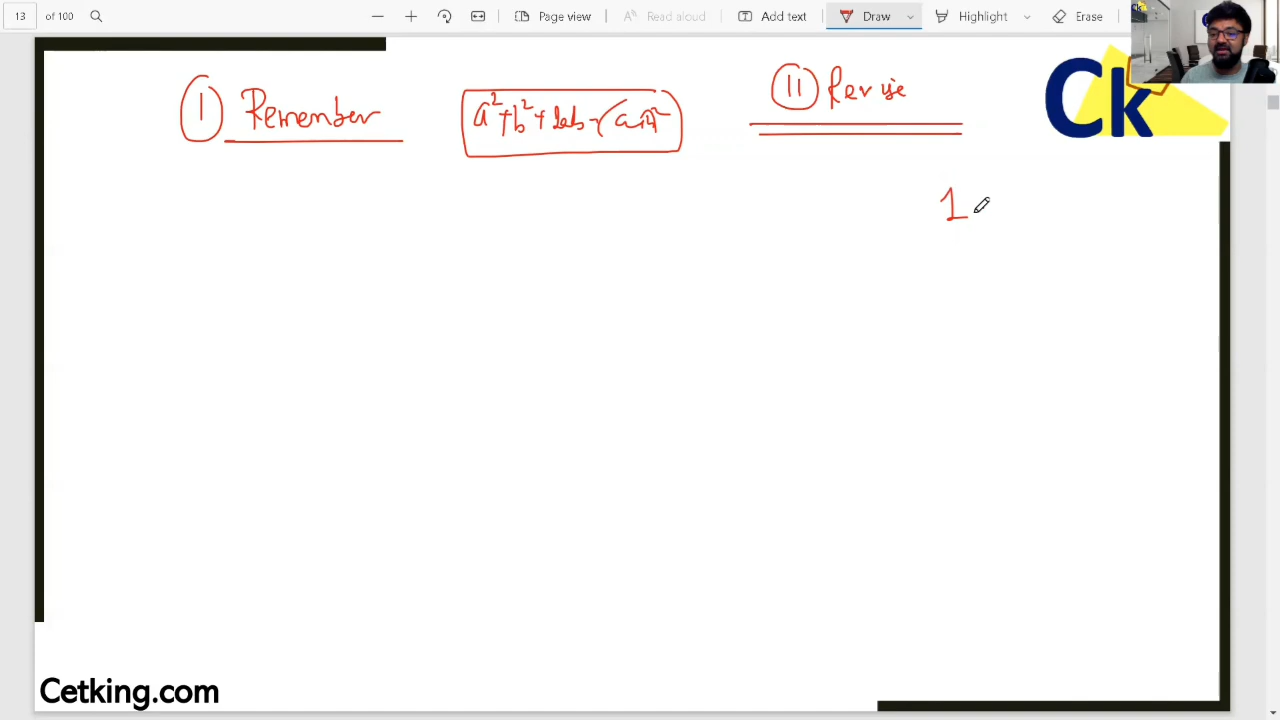 13 of 100 Page view Read aloud Add text Draw Highlight Erase
I Remember
a²+b²+2ab = (a+b)²
II Revise
Ck
1
Cetking.com